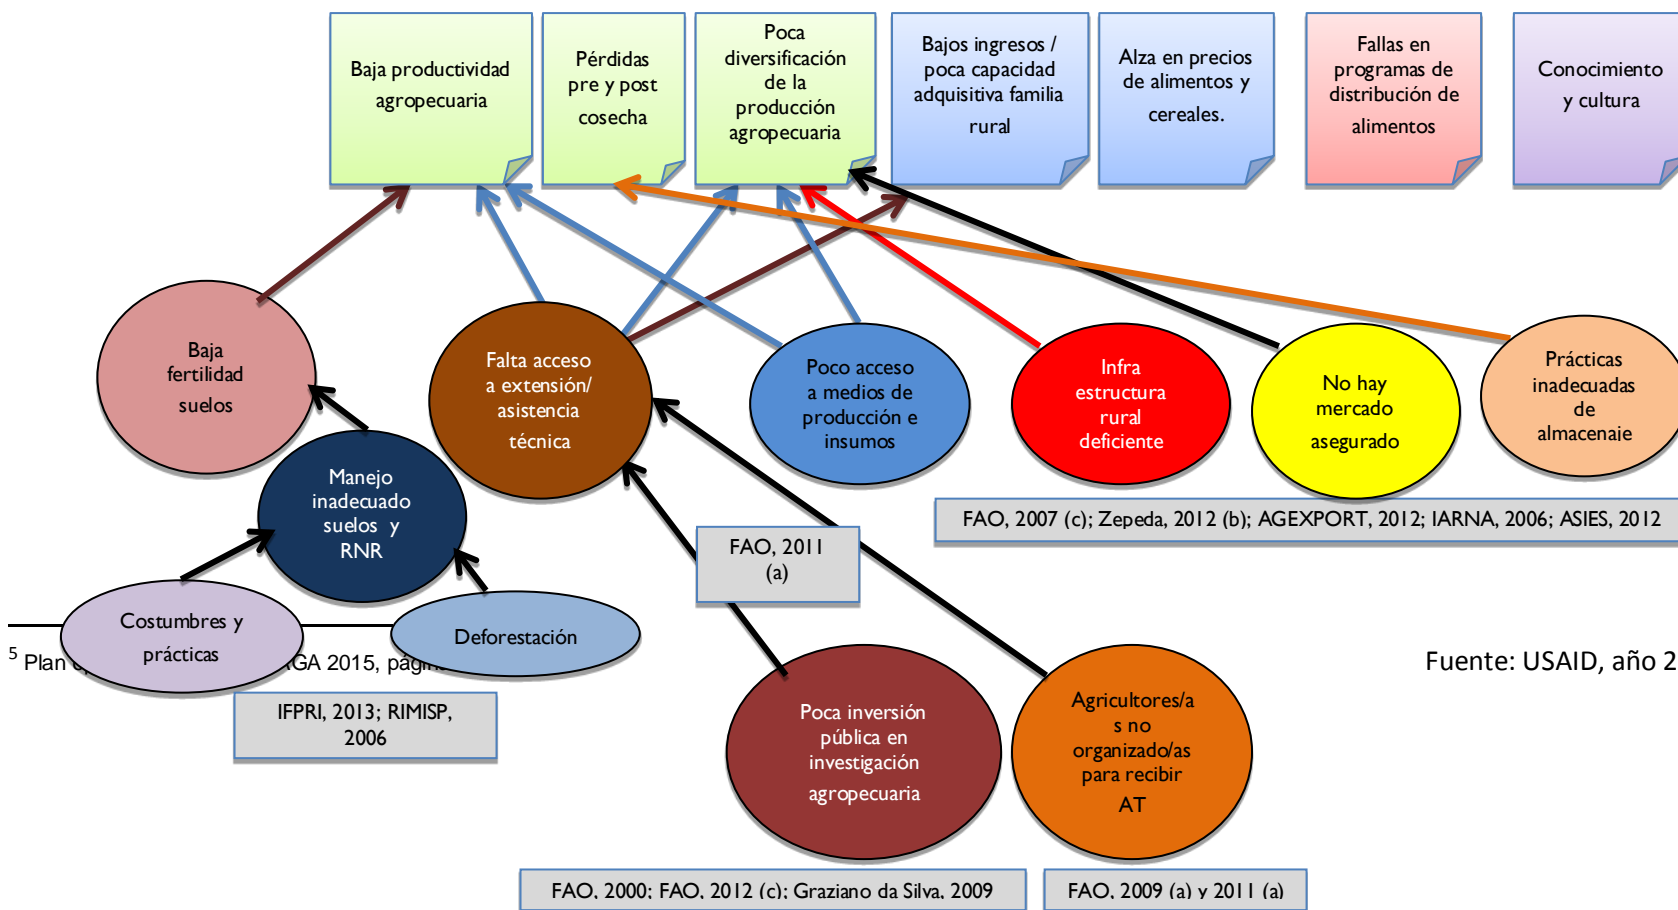 Baja productividad
agropecuaria
Pérdidas
pre y post
cosecha
Poca
diversificación
de la
producción
agropecuaria
Bajos ingresos /
poca capacidad
adquisitiva familia
rural
Alza en precios
de alimentos y
cereales.
Fallas en
programas de
distribución de
alimentos
Conocimiento
y cultura
Baja
fertilidad
suelos
Falta acceso
a extensión/
asistencia
técnica
Poco acceso
a medios de
producción e
insumos
Infra
estructura
rural
deficiente
No hay
mercado
asegurado
Prácticas
inadecuadas
de
almacenaje
Manejo
inadecuado
suelos y
RNR
FAO, 2007 (c); Zepeda, 2012 (b); AGEXPORT, 2012; IARNA, 2006; ASIES, 2012
FAO, 2011
(a)
Costumbres y
prácticas
Deforestación
5 Plan 2015,
Fuente: USAID, año 2
IFPRI, 2013; RIMISP,
2006
Poca inversión
pública en
investigación
agropecuaria
Agricultores/a
s no
organizado/as
para recibir
AT
FAO, 2000; FAO, 2012 (c); Graziano da Silva, 2009
FAO, 2009 (a) y 2011 (a)